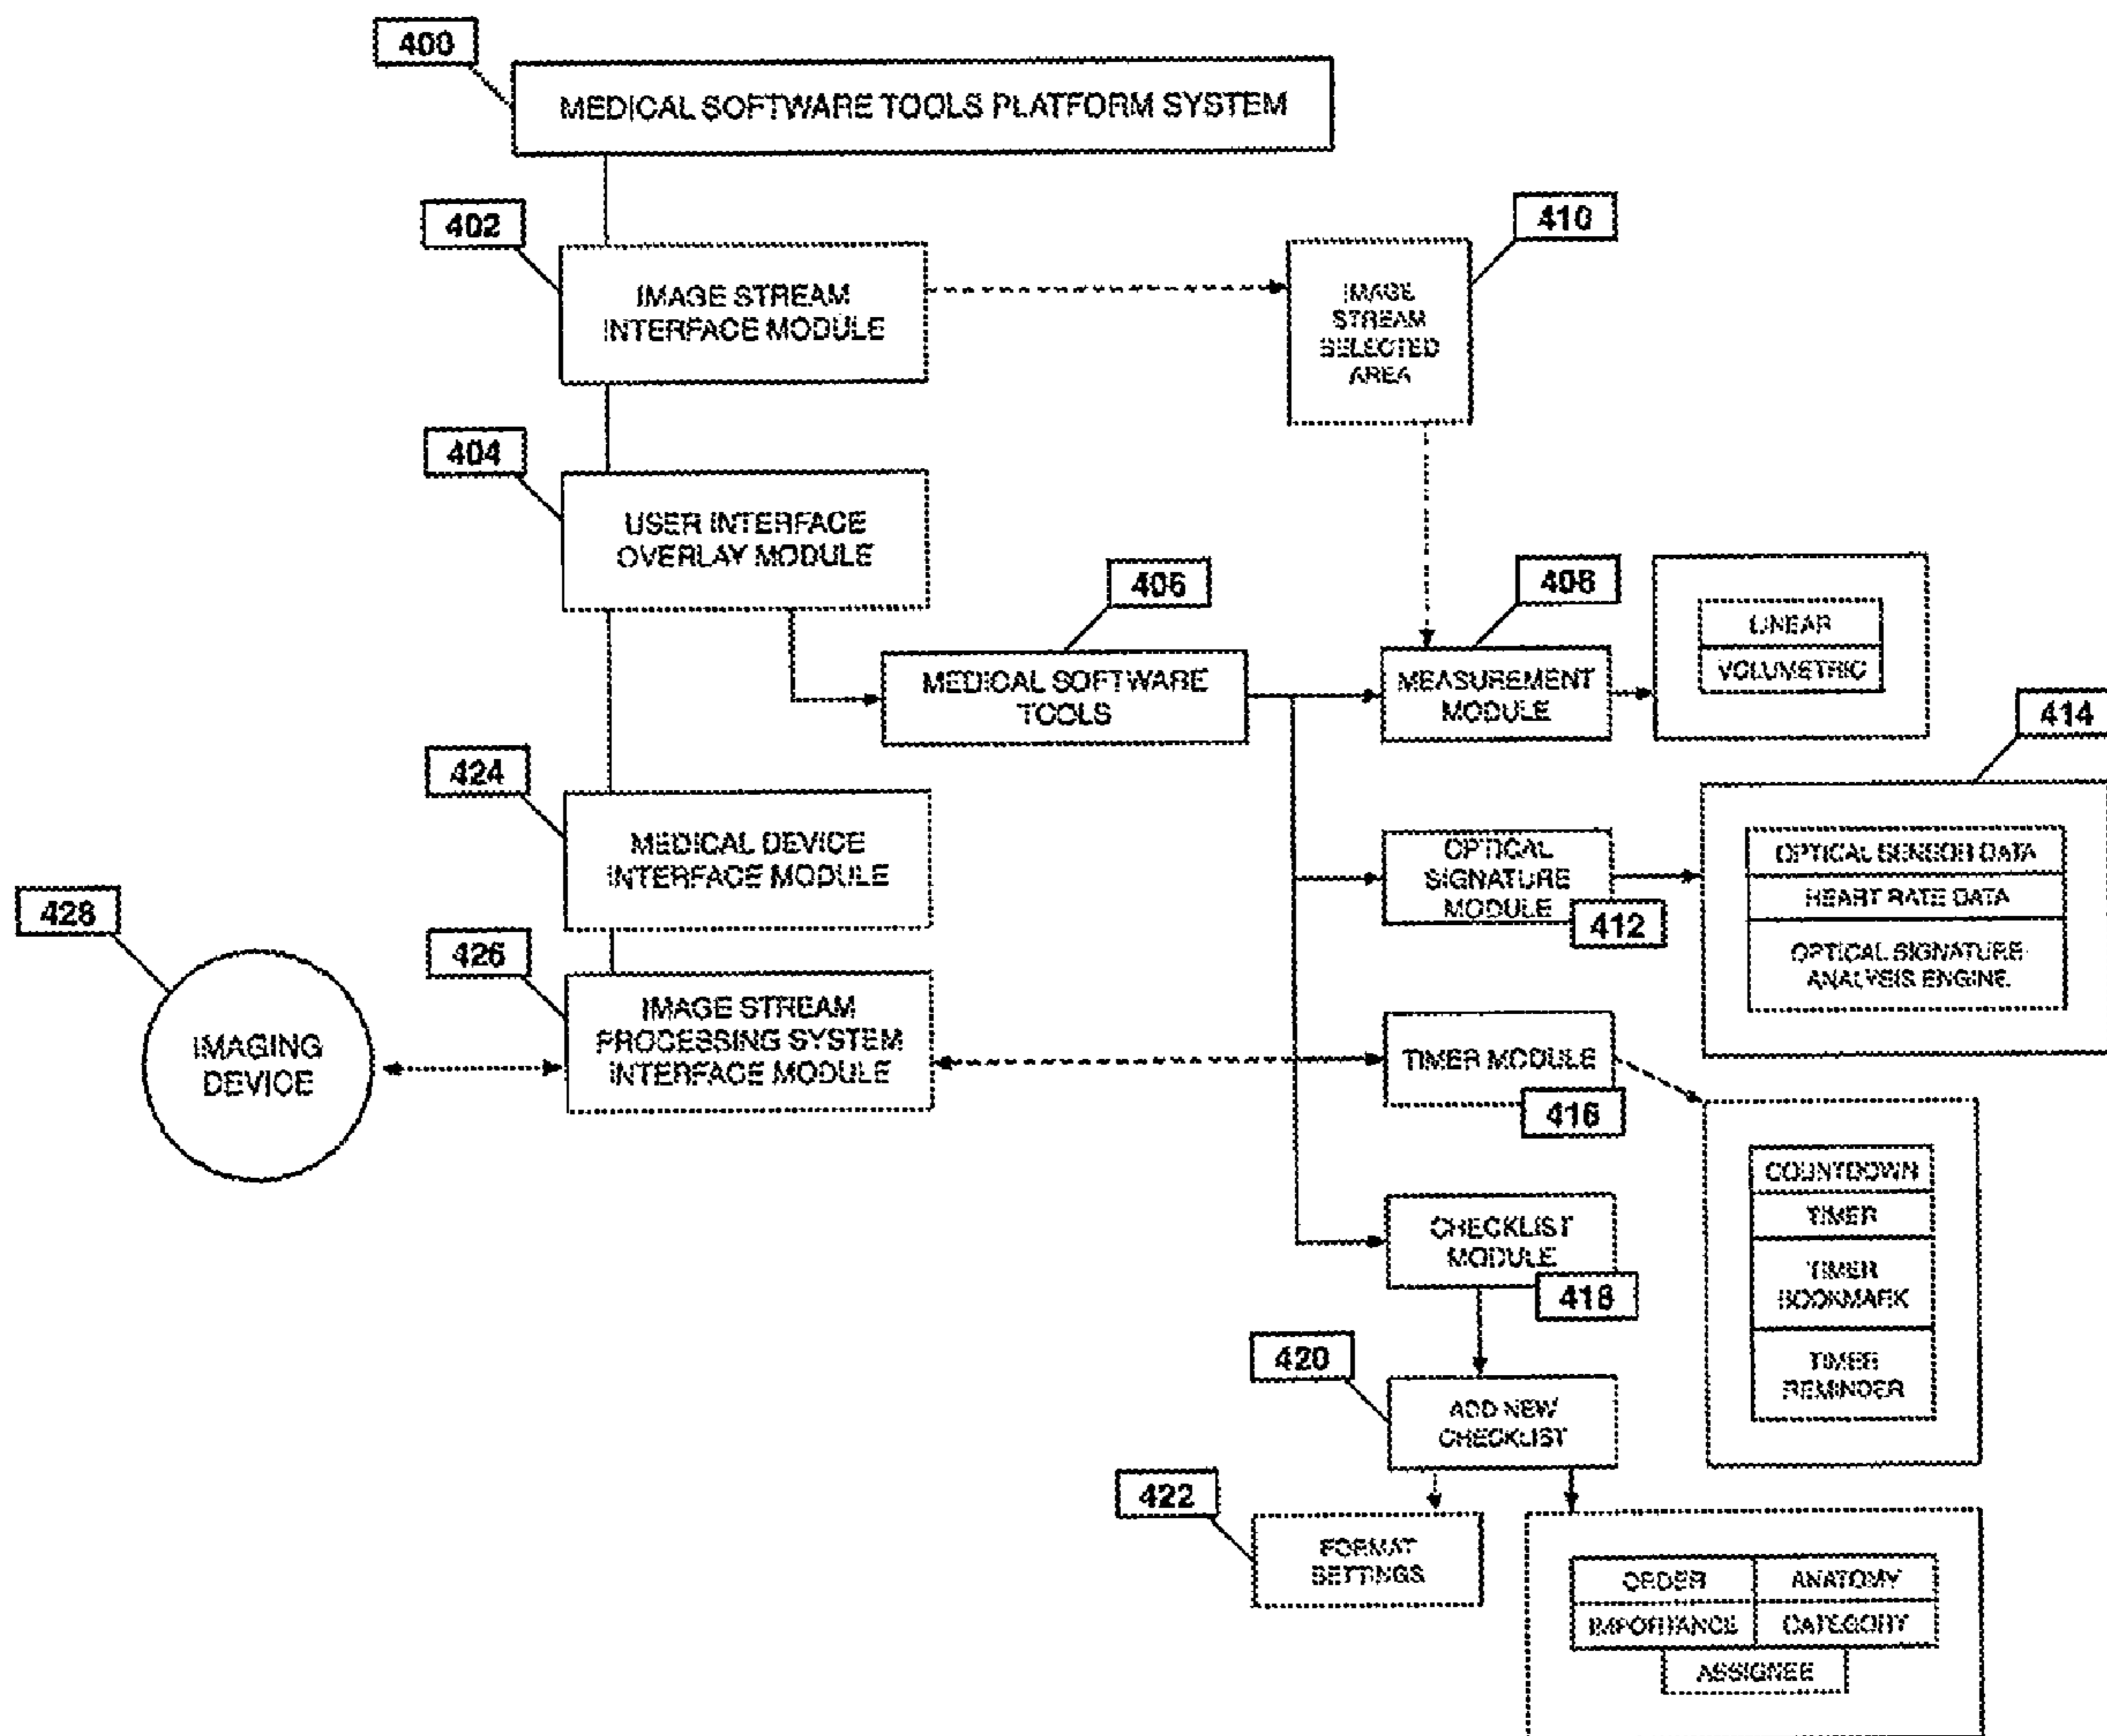 400
MEDICAL SOFTWARE TOOLS PLATFORM SYSTEM
402
IMAGE STREAM
INTERFACE MODULE
410
IMAGE
STREAM
SELECTED
AREA
404
USER INTERFACE
OVERLAY MODULE
406
MEDICAL SOFTWARE
TOOLS
408
MEASUREMENT
MODULE
LINEAR
VOLUMETRIC
414
424
MEDICAL DEVICE
INTERFACE MODULE
OPTICAL
SIGNATURE
MODULE
412
OPTICAL SENSOR DATA
HEART RATE DATA
OPTICAL SIGNATURE
ANALYSIS ENGINE
428
IMAGING
DEVICE
426
IMAGE STREAM
PROCESSING SYSTEM
INTERFACE MODULE
TIMER MODULE
416
COUNTDOWN
TIMER
TIMER
BOOKMARK
TIMER
REMINDER
CHECKLIST
MODULE
418
420
ADD NEW
CHECKLIST
422
FORMAT
SETTINGS
ORDER
ANATOMY
IMPORTANCE
CATEGORY
ASSIGNEE